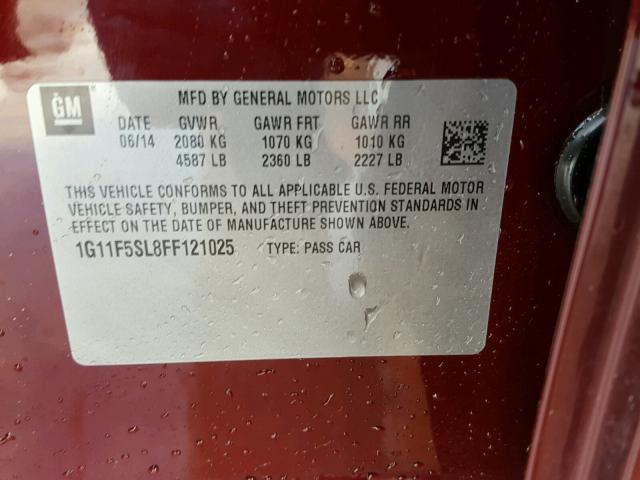 GM
MFD BY GENERAL MOTORS LLC
DATE GVWR GAWR FRT GAWR RR
06/14 2080 KG 1070 KG 1010 KG
4587 LB 2360 LB 2227 LB
THIS VEHICLE CONFORMS TO ALL APPLICABLE U.S. FEDERAL MOTOR
VEHICLE SAFETY, BUMPER, AND THEFT PREVENTION STANDARDS IN
EFFECT ON THE DATE OF MANUFACTURE SHOWN ABOVE.
1G11F5SL8FF121025 TYPE: PASS CAR